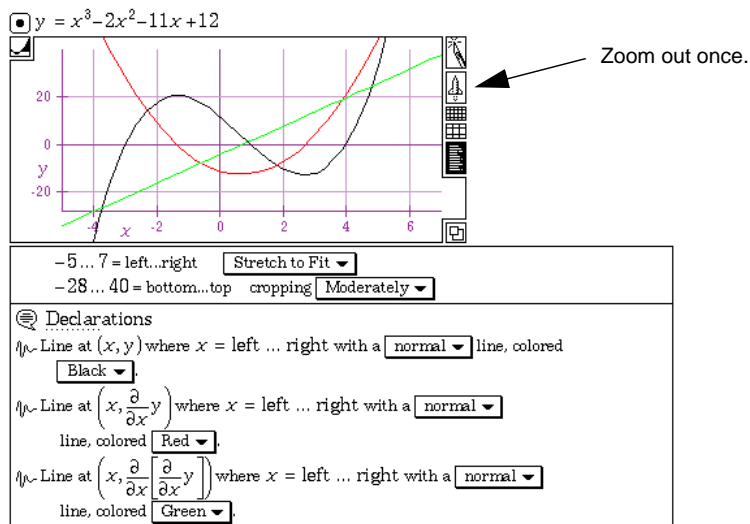 y = x³−2x²−11x+12
Zoom out once.
20
0
-20
y
-4 -2 0 2 4 6
x
−5 … 7 = left…right Stretch to Fit
−28 … 40 = bottom…top cropping Moderately
Declarations
Line at (x, y) where x = left … right with a normal line, colored
Black.
Line at (x, ∂/∂x y) where x = left … right with a normal
line, colored Red.
Line at (x, ∂/∂x [∂/∂x y]) where x = left … right with a normal
line, colored Green.